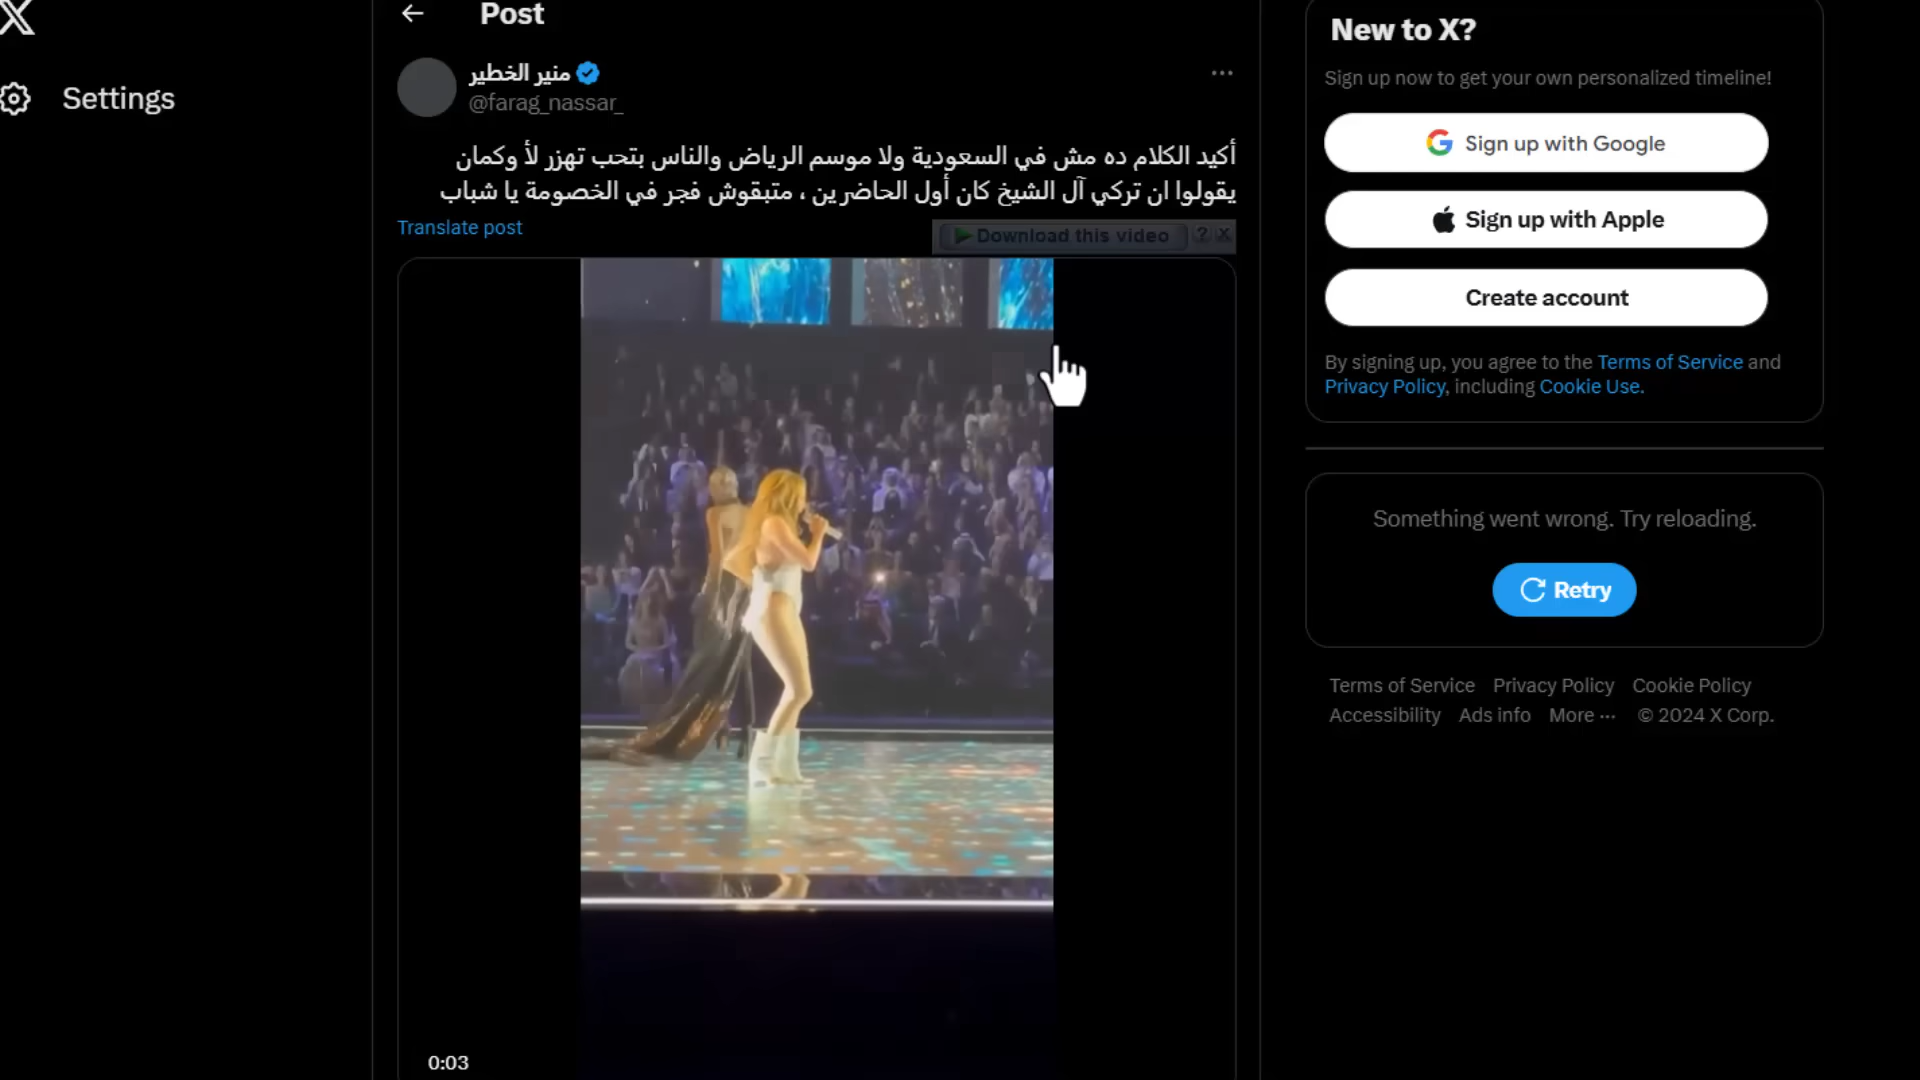 Post
Settings
منير الخطير
@farag_nassar_
أكيد الكلام ده مش في السعودية ولا موسم الرياض والناس بتحب تهزر لأ وكمان
يقولوا ان تركي آل الشيخ كان أول الحاضرين ، متبقوش فجر في الخصومة يا شباب
Translate post
Download this video ? X
0:03
New to X?
Sign up now to get your own personalized timeline!
Sign up with Google
Sign up with Apple
Create account
By signing up, you agree to the Terms of Service and
Privacy Policy, including Cookie Use.
Something went wrong. Try reloading.
Retry
Terms of Service Privacy Policy Cookie Policy
Accessibility Ads info More ··· © 2024 X Corp.